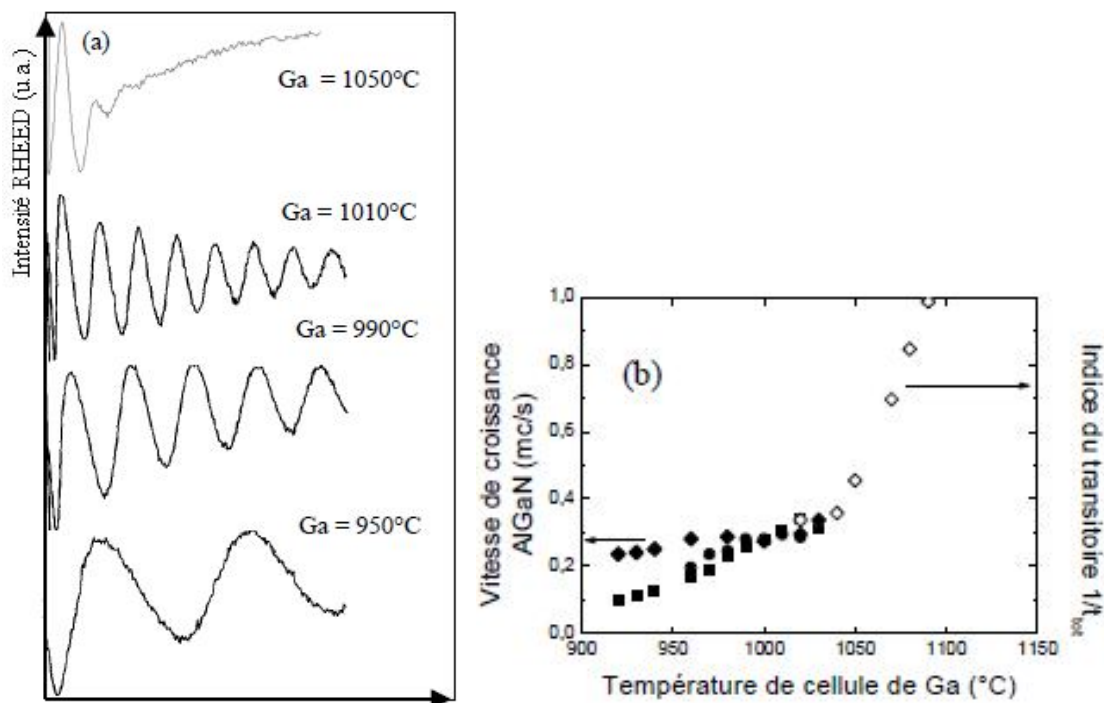 (a)
Intensité RHEED (u.a.)
Ga = 1050°C
Ga = 1010°C
Ga = 990°C
Ga = 950°C
(b)
Vitesse de croissance
AlGaN (mc/s)
1,0
0,8
0,6
0,4
0,2
0,0
900
950
1000
1050
1100
1150
Température de cellule de Ga (°C)
Indice du transitoire 1/t_tot